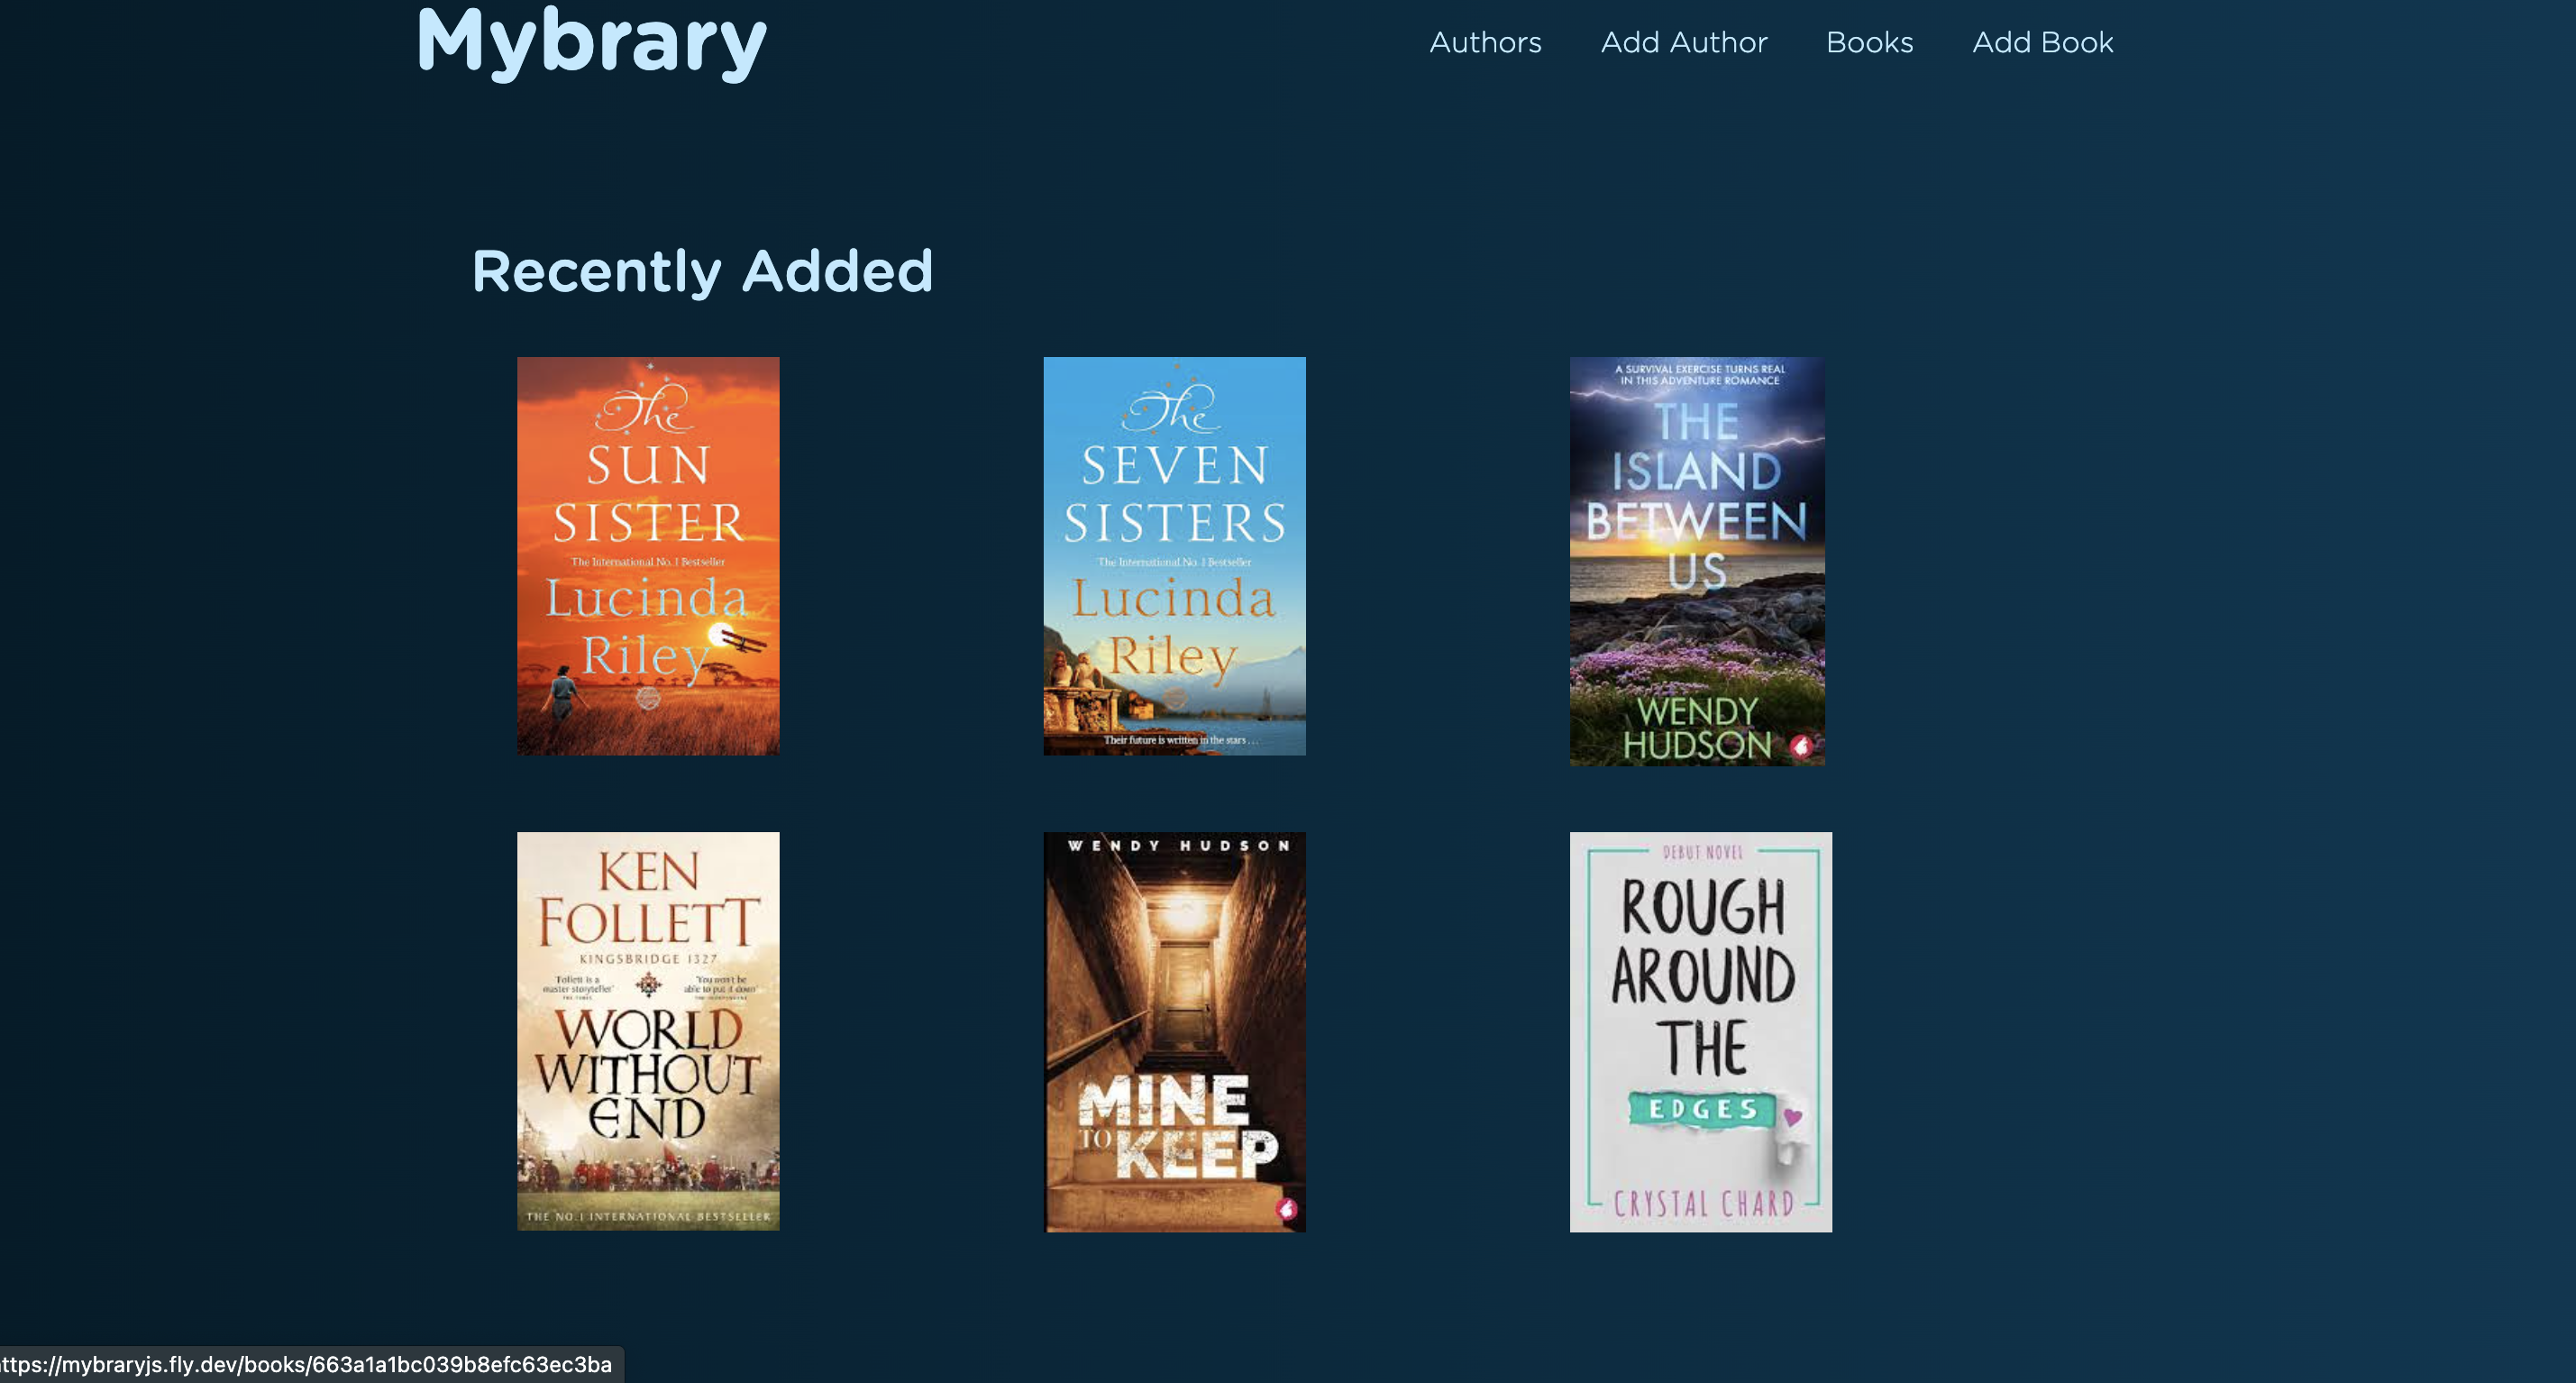 Mybrary
Authors
Add Author
Books
Add Book
Recently Added
The
SUN
SISTER
The International No. 1 Bestseller
Lucinda
Riley
The
SEVEN
SISTERS
The International No. 1 Bestseller
Lucinda
Riley
Their future is written in the stars ...
A SURVIVAL EXERCISE TURNS REAL
IN THIS ADVENTURE ROMANCE
THE
ISLAND
BETWEEN
US
WENDY
HUDSON
KEN
FOLLETT
KINGSBRIDGE 1327
'Follett is a
master storyteller'
THE TIMES
'You won't be
able to put it down'
WORLD
WITHOUT
END
THE NO.1 INTERNATIONAL BESTSELLER
WENDY HUDSON
MINE
TO KEEP
DEBUT NOVEL
ROUGH
AROUND
THE
EDGES
CRYSTAL CHARD
ttps://mybraryjs.fly.dev/books/663a1a1bc039b8efc63ec3ba